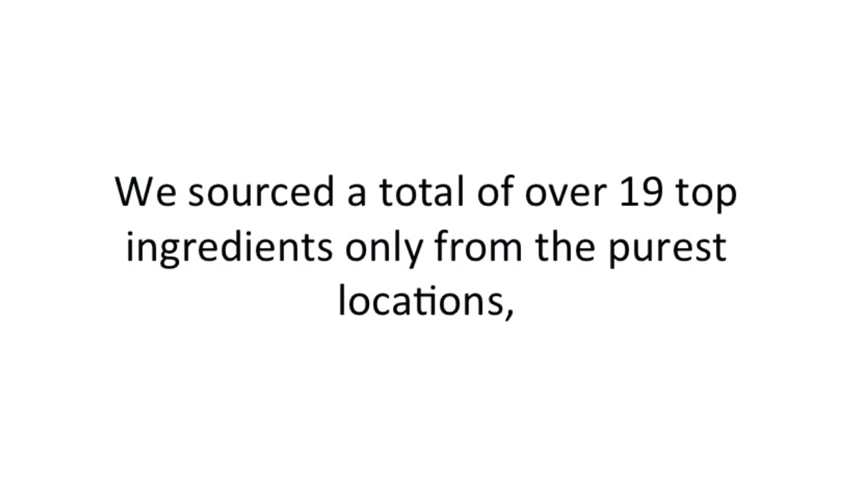 We sourced a total of over 19 top
ingredients only from the purest
locations,